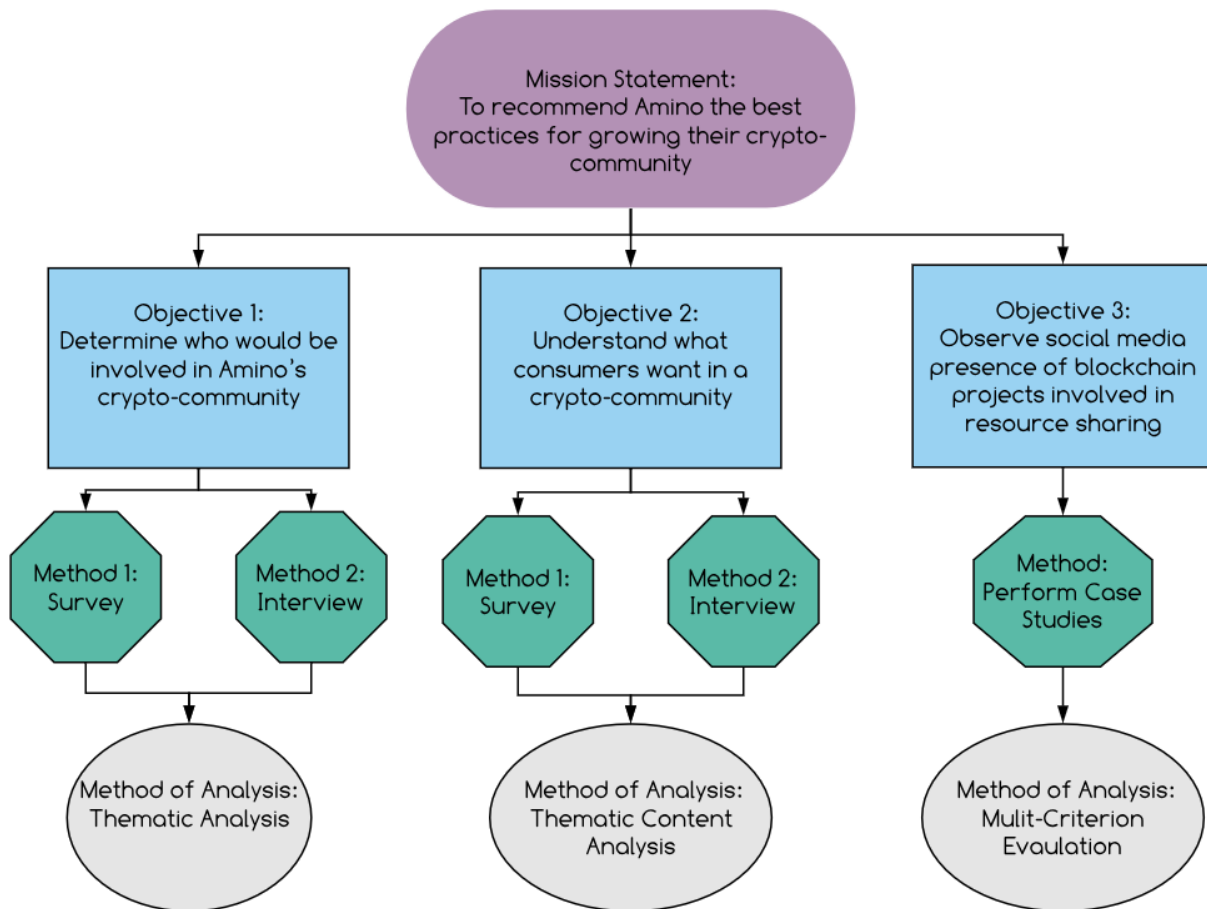 Mission Statement:
To recommend Amino the best
practices for growing their crypto-
community
Objective 1:
Determine who would be
involved in Amino's
crypto-community
Objective 2:
Understand what
consumers want in a
crypto-community
Objective 3:
Observe social media
presence of blockchain
projects involved in
resource sharing
Method 1:
Survey
Method 2:
Interview
Method 1:
Survey
Method 2:
Interview
Method:
Perform Case
Studies
Method of Analysis:
Thematic Analysis
Method of Analysis:
Thematic Content
Analysis
Method of Analysis:
Mulit-Criterion
Evaulation